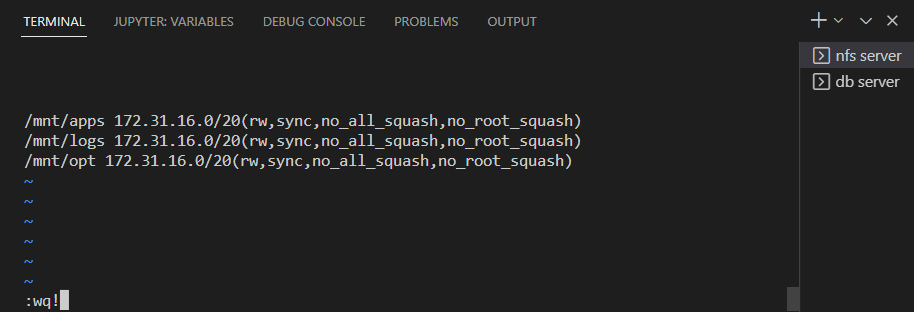 TERMINAL JUPYTER: VARIABLES DEBUG CONSOLE PROBLEMS OUTPUT
nfs server
db server
/mnt/apps 172.31.16.0/20(rw,sync,no_all_squash,no_root_squash)
/mnt/logs 172.31.16.0/20(rw,sync,no_all_squash,no_root_squash)
/mnt/opt 172.31.16.0/20(rw,sync,no_all_squash,no_root_squash)
~
~
~
~
~
~
:wq!